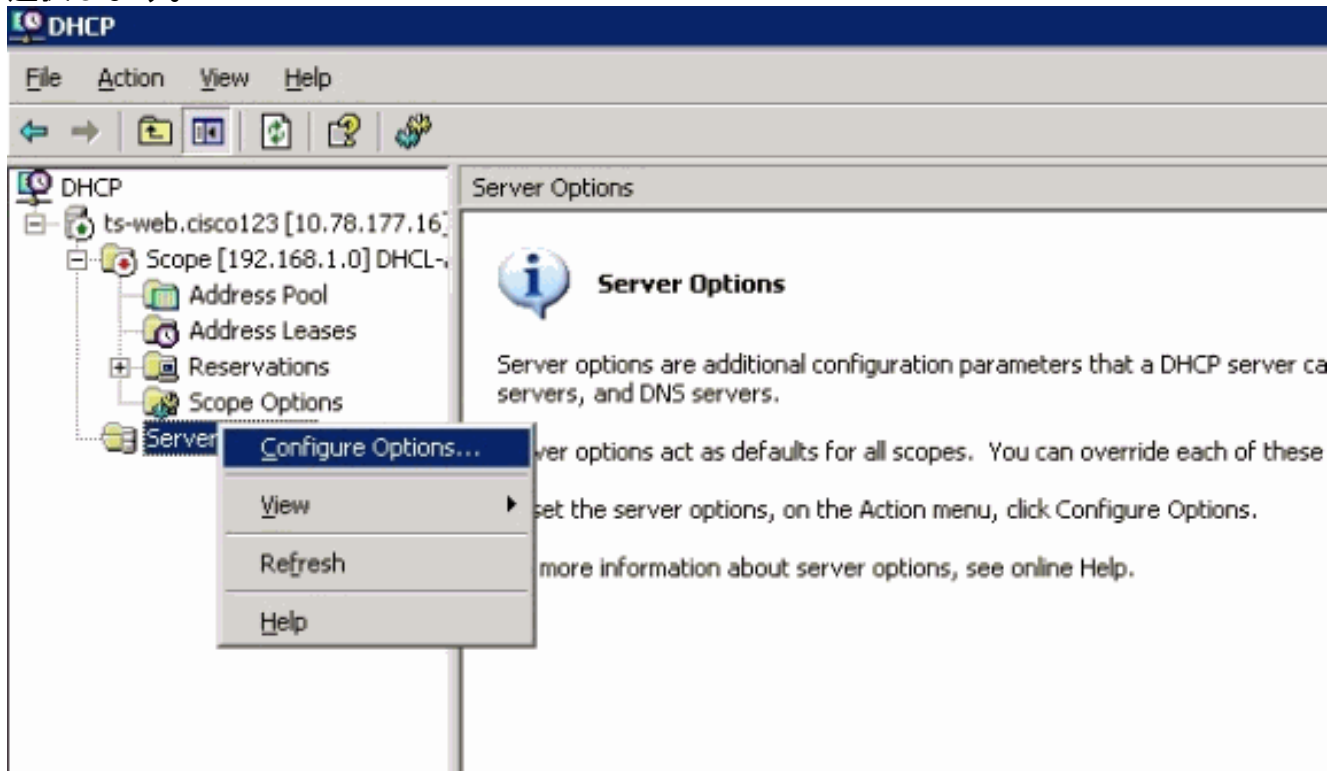 DHCP
File Action View Help
DHCP
ts-web.cisco123 [10.78.177.16]
Scope [192.168.1.0] DHCL-
Address Pool
Address Leases
Reservations
Scope Options
Server
Configure Options...
View
Refresh
Help
Server Options
Server Options
Server options are additional configuration parameters that a DHCP server ca
servers, and DNS servers.
ver options act as defaults for all scopes. You can override each of these
set the server options, on the Action menu, click Configure Options.
more information about server options, see online Help.